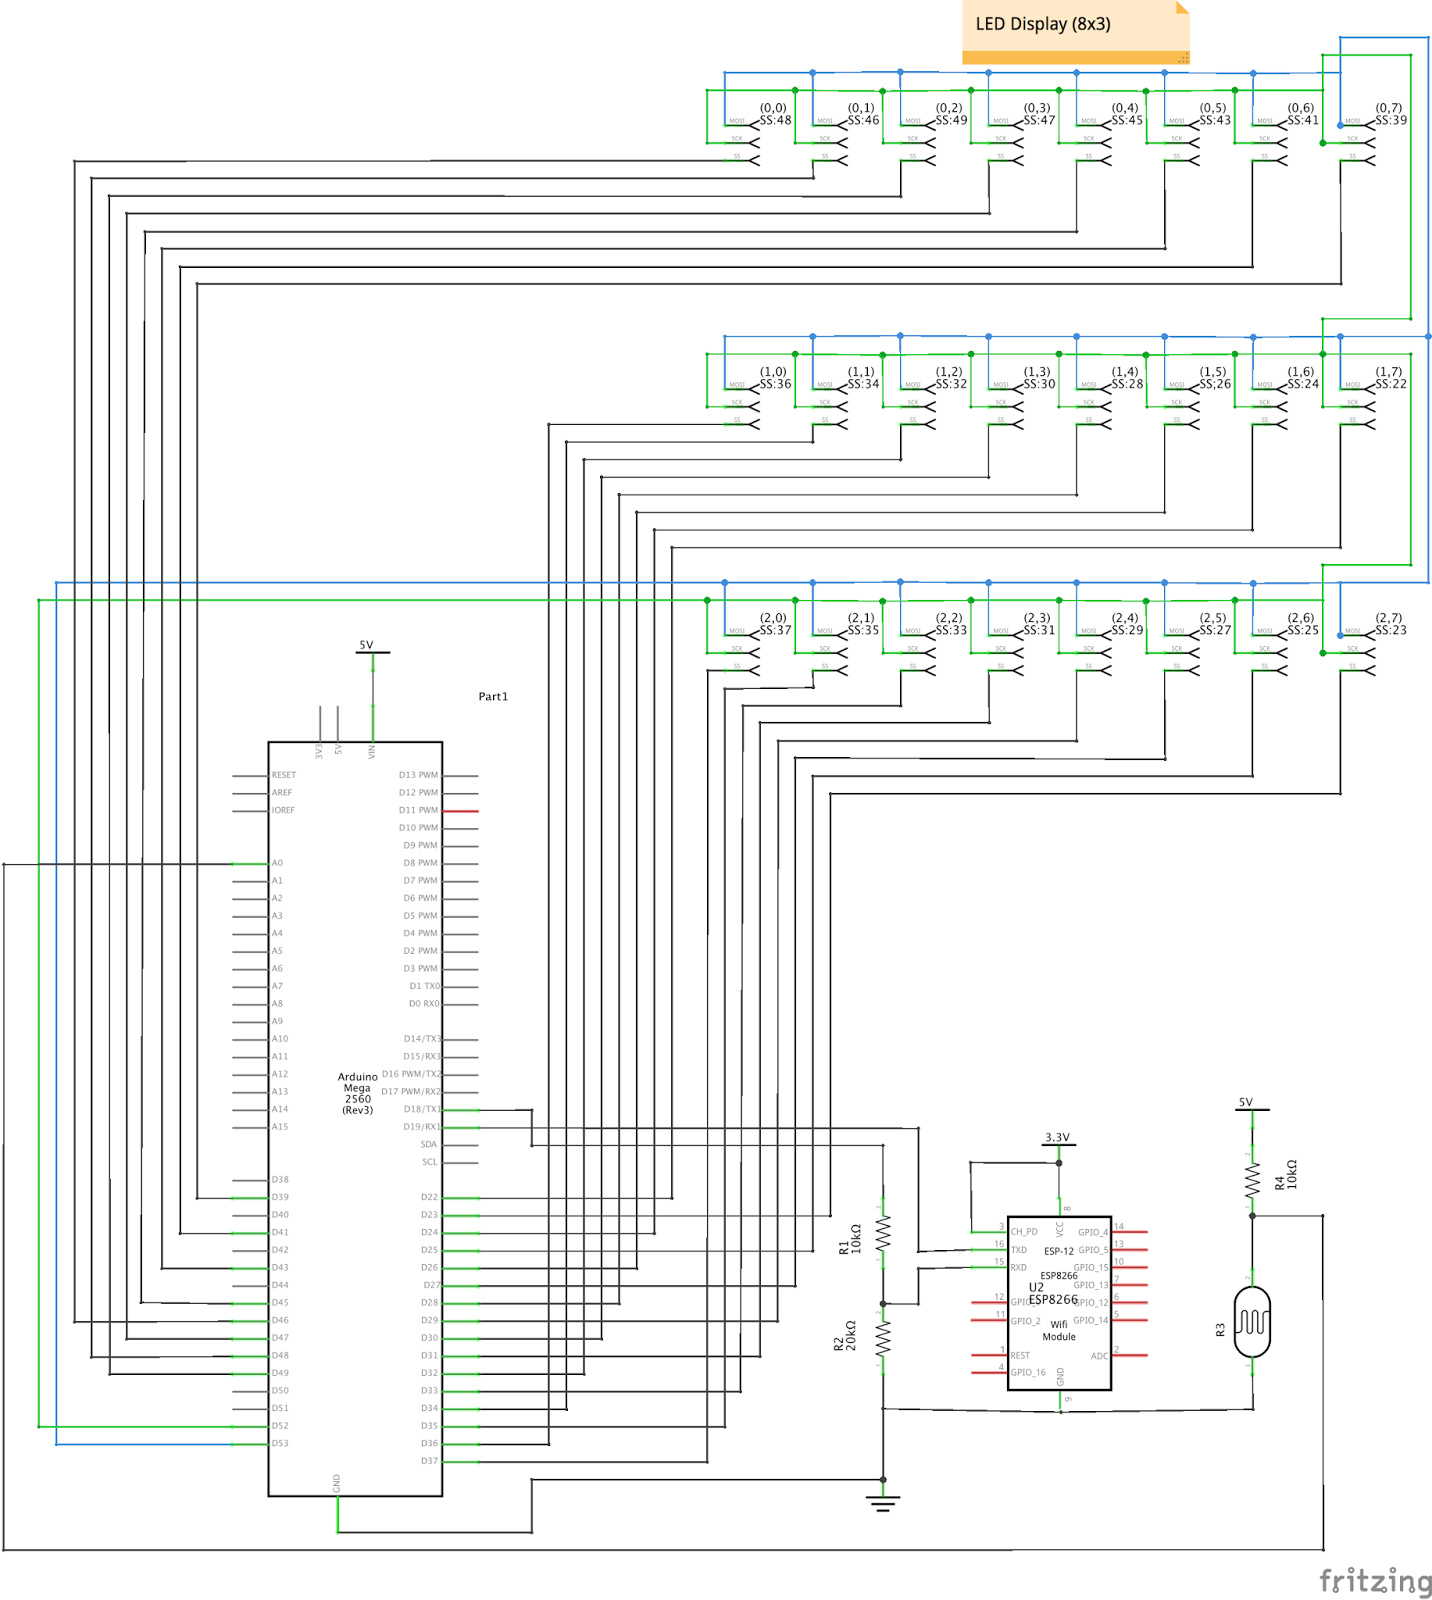 LED Display (8x3)
(0,0) (0,1) (0,2) (0,3) (0,4) (0,5) (0,6) (0,7)
MOSI SS:48 MOSI SS:46 MOSI SS:49 MOSI SS:47 MOSI SS:45 MOSI SS:43 MOSI SS:41 MOSI SS:39
SCK SCK SCK SCK SCK SCK SCK SCK
SS SS SS SS SS SS SS SS
(1,0) (1,1) (1,2) (1,3) (1,4) (1,5) (1,6) (1,7)
MOSI SS:36 MOSI SS:34 MOSI SS:32 MOSI SS:30 MOSI SS:28 MOSI SS;26 MOSI SS:24 MOSI SS:22
SCK SCK SCK SCK SCK SCK SCK SCK
SS SS SS SS SS SS SS SS
(2,0) (2,1) (2,2) (2,3) (2,4) (2,5) (2,6) (2,7)
MOSI SS:37 MOSI SS:35 MOSI SS:33 MOSI SS:31 MOSI SS:29 MOSI SS:27 MOSI SS:25 MOSI SS:23
SCK SCK SCK SCK SCK SCK SCK SCK
SS SS SS SS SS SS SS SS
5V
Part1
3V3 5V VIN
RESET D13 PWM
AREF D12 PWM
IOREF D11 PWM
D10 PWM
D9 PWM
A0 D8 PWM
A1 D7 PWM
A2 D6 PWM
A3 D5 PWM
A4 D4 PWM
A5 D2 PWM
A6 D3 PWM
A7 D1 TX0
A8 D0 RX0
A9
A10 D14/TX3
A11 D15/RX3
A12 D16 PWM/TX2
A13 D17 PWM/RX2
A14 D18/TX1
A15 D19/RX1
SDA
SCL
Arduino
Mega
2560
(Rev3)
D38
D39 D22
D40 D23
D41 D24
D42 D25
D43 D26
D44 D27
D45 D28
D46 D29
D47 D30
D48 D31
D49 D32
D50 D33
D51 D34
D52 D35
D53 D36
D37
GND
R1
10kΩ
2
1
R2
20kΩ
2
1
3.3V
8
VCC
3 CH_PD GPIO_4 14
16 TXD ESP-12 GPIO_5 13
15 RXD GPIO_15 10
ESP8266 GPIO_13 7
U2
12 ESP8266 GPIO_12 6
11 GPIO_2 GPIO_14 5
Wifi
Module
1 REST ADC 2
4 GPIO_16
GND
9
5V
R4
10kΩ
2
1
R3
2
1
fritzing